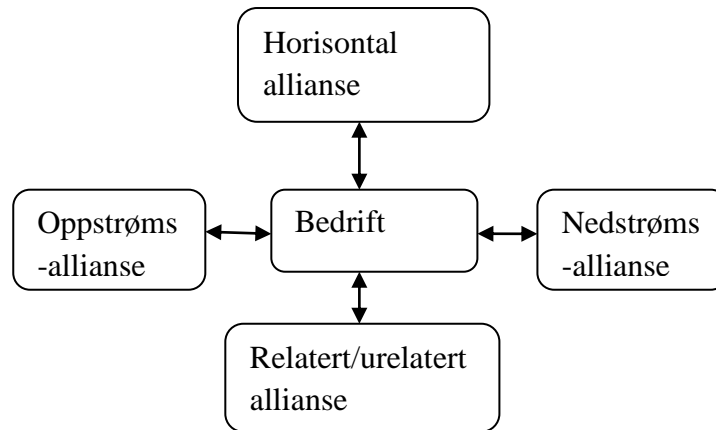 Horisontal
allianse
Oppstrøms
-allianse
Bedrift
Nedstrøms
-allianse
Relatert/urelatert
allianse